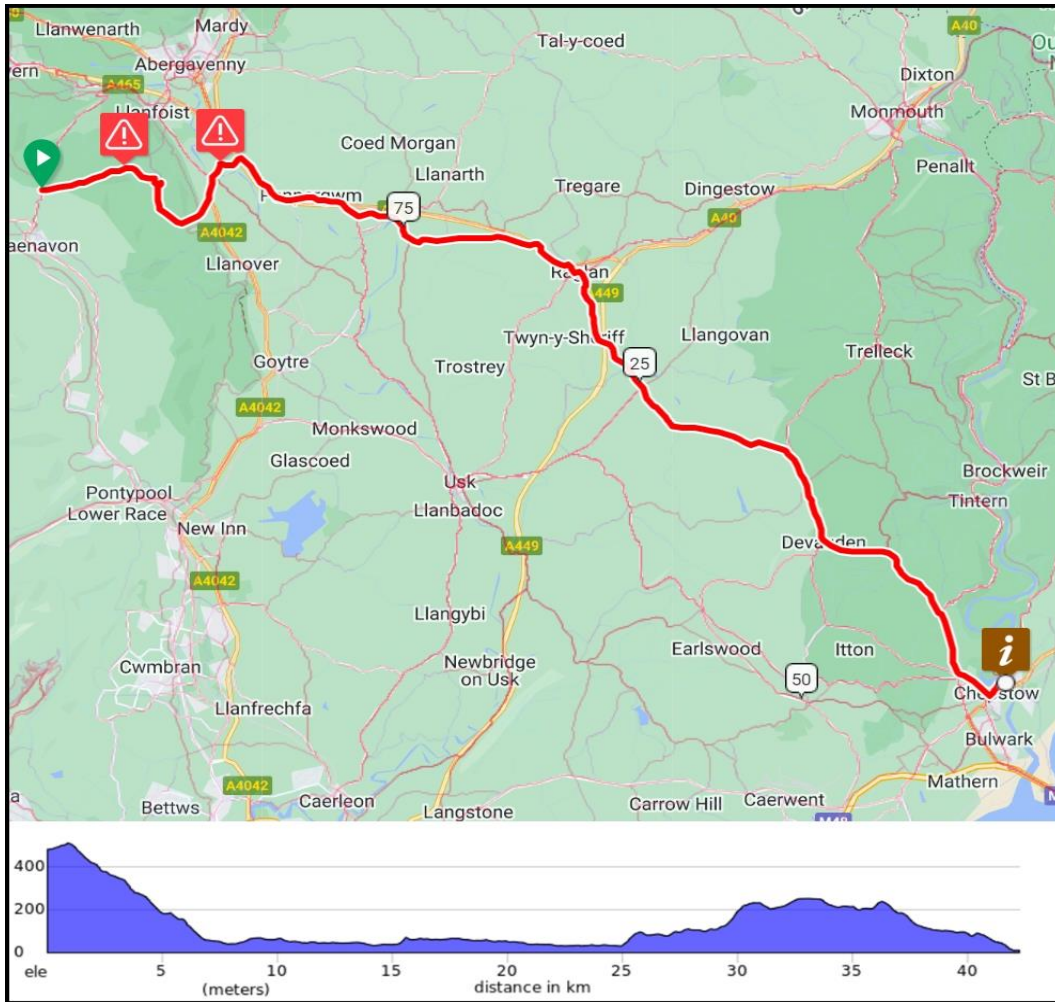 Mardy
Llanwenarth
Abergavenny
A465
Tal-y-coed
A40
Dixton
Monmouth
Coed Morgan
Llanarth
75
Tregare
Dingestow
A40
Penallt
A4042
Llanover
A449
Twyn-y-Sheriff
Llangovan
25
Trelleck
Goytre
Trostrey
A4042
Monkswood
Glascoed
Usk
Llanbadoc
Brockweir
Tintern
Pontypool
Lower Race
New Inn
A449
A4042
Llangybi
Newbridge
on Usk
Earlswood
Itton
50
i
Cwmbran
Llanfrechfa
Bulwark
Mathern
A4042
Bettws
Caerleon
Langstone
Carrow Hill
Caerwent
400
200
0
ele
5
10
15
20
25
30
35
40
(meters)
distance in km